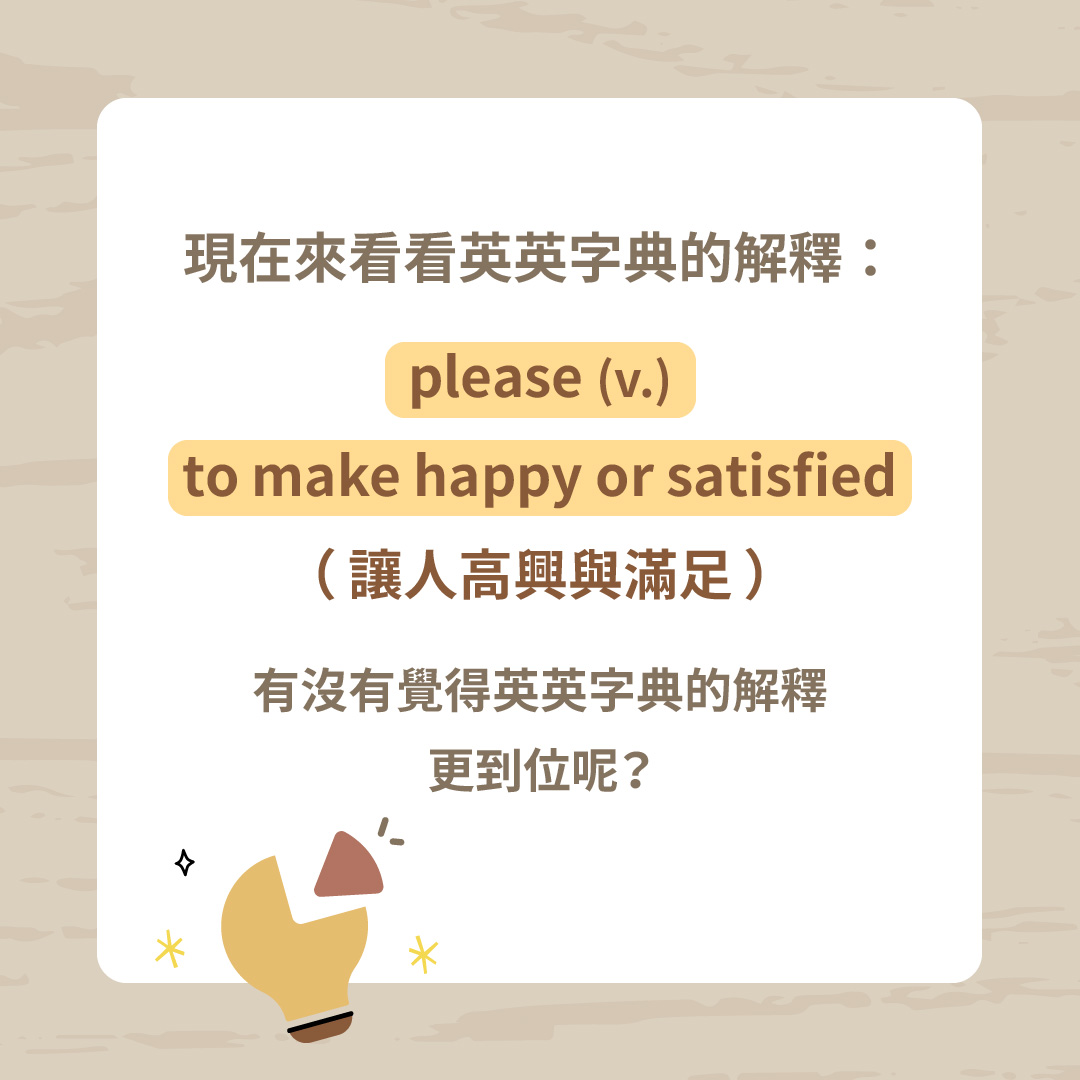 現在來看看英英字典的解釋：
please (v.)
to make happy or satisfied
（讓人高興與滿足）
有沒有覺得英英字典的解釋
更到位呢？